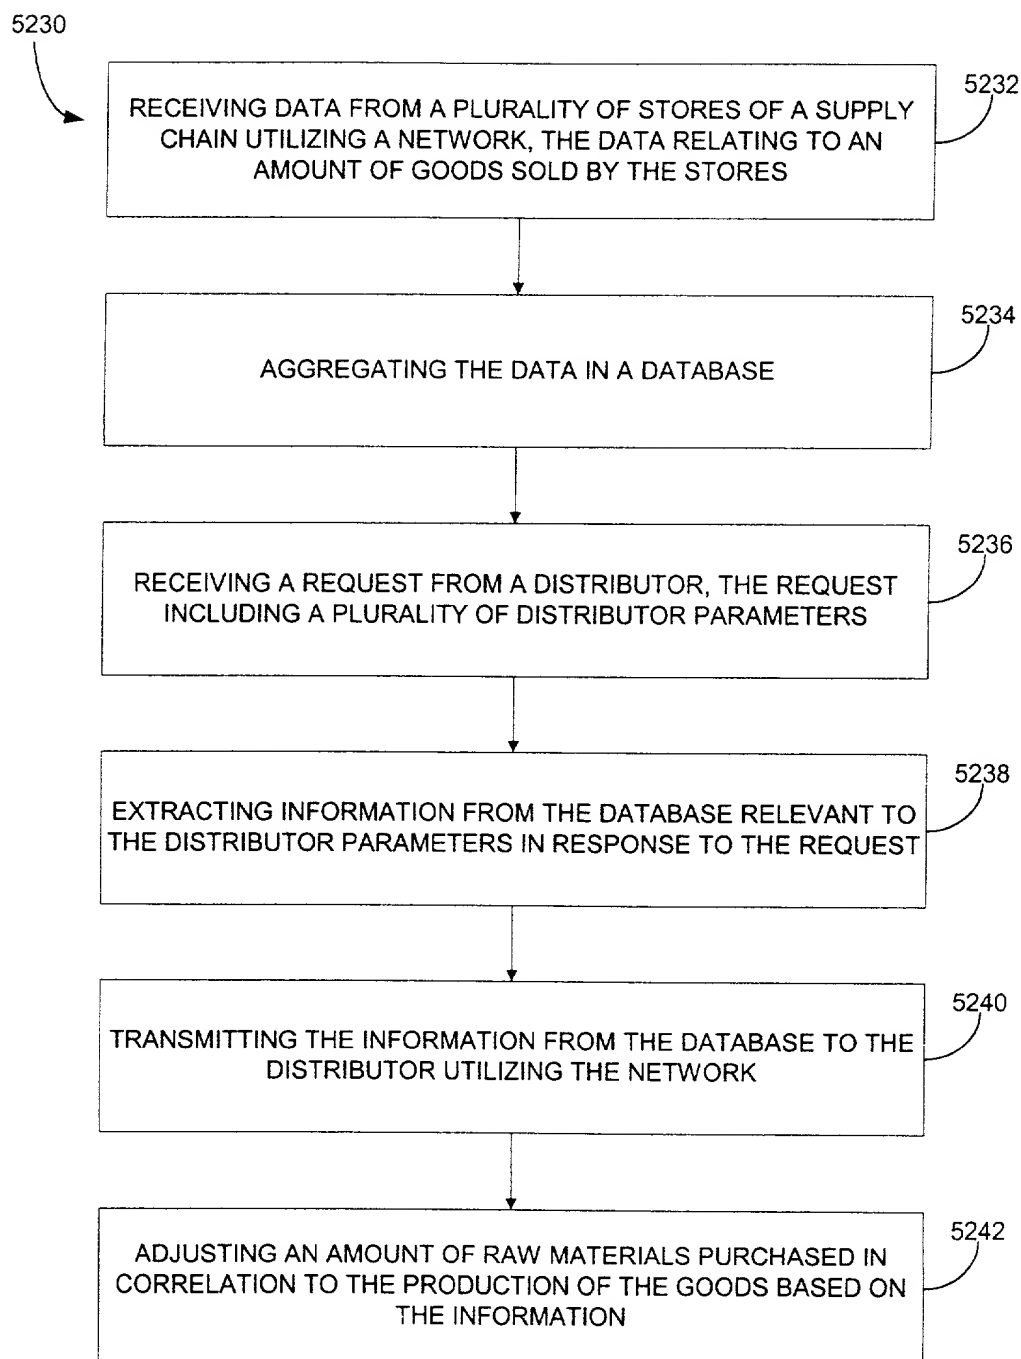 5230
RECEIVING DATA FROM A PLURALITY OF STORES OF A SUPPLY
CHAIN UTILIZING A NETWORK, THE DATA RELATING TO AN
AMOUNT OF GOODS SOLD BY THE STORES
5232
AGGREGATING THE DATA IN A DATABASE
5234
RECEIVING A REQUEST FROM A DISTRIBUTOR, THE REQUEST
INCLUDING A PLURALITY OF DISTRIBUTOR PARAMETERS
5236
EXTRACTING INFORMATION FROM THE DATABASE RELEVANT TO
THE DISTRIBUTOR PARAMETERS IN RESPONSE TO THE REQUEST
5238
TRANSMITTING THE INFORMATION FROM THE DATABASE TO THE
DISTRIBUTOR UTILIZING THE NETWORK
5240
ADJUSTING AN AMOUNT OF RAW MATERIALS PURCHASED IN
CORRELATION TO THE PRODUCTION OF THE GOODS BASED ON
THE INFORMATION
5242